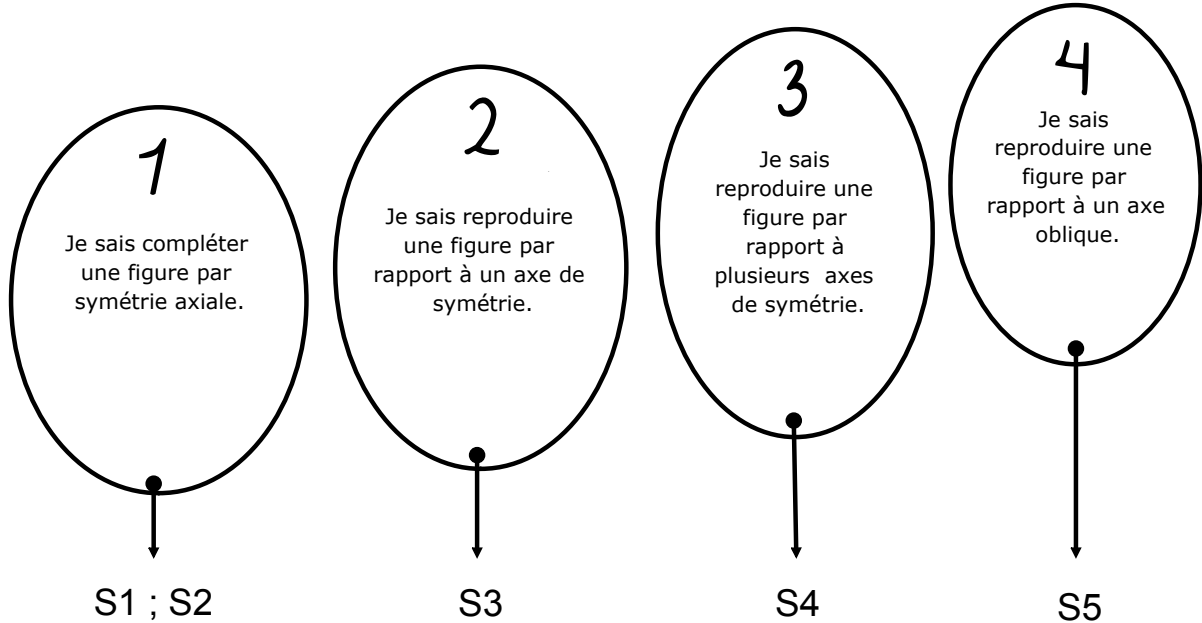 1
Je sais compléter
une figure par
symétrie axiale.
S1 ; S2
2
Je sais reproduire
une figure par
rapport à un axe de
symétrie.
S3
3
Je sais
reproduire une
figure par
rapport à
plusieurs axes
de symétrie.
S4
4
Je sais
reproduire une
figure par
rapport à un axe
oblique.
S5